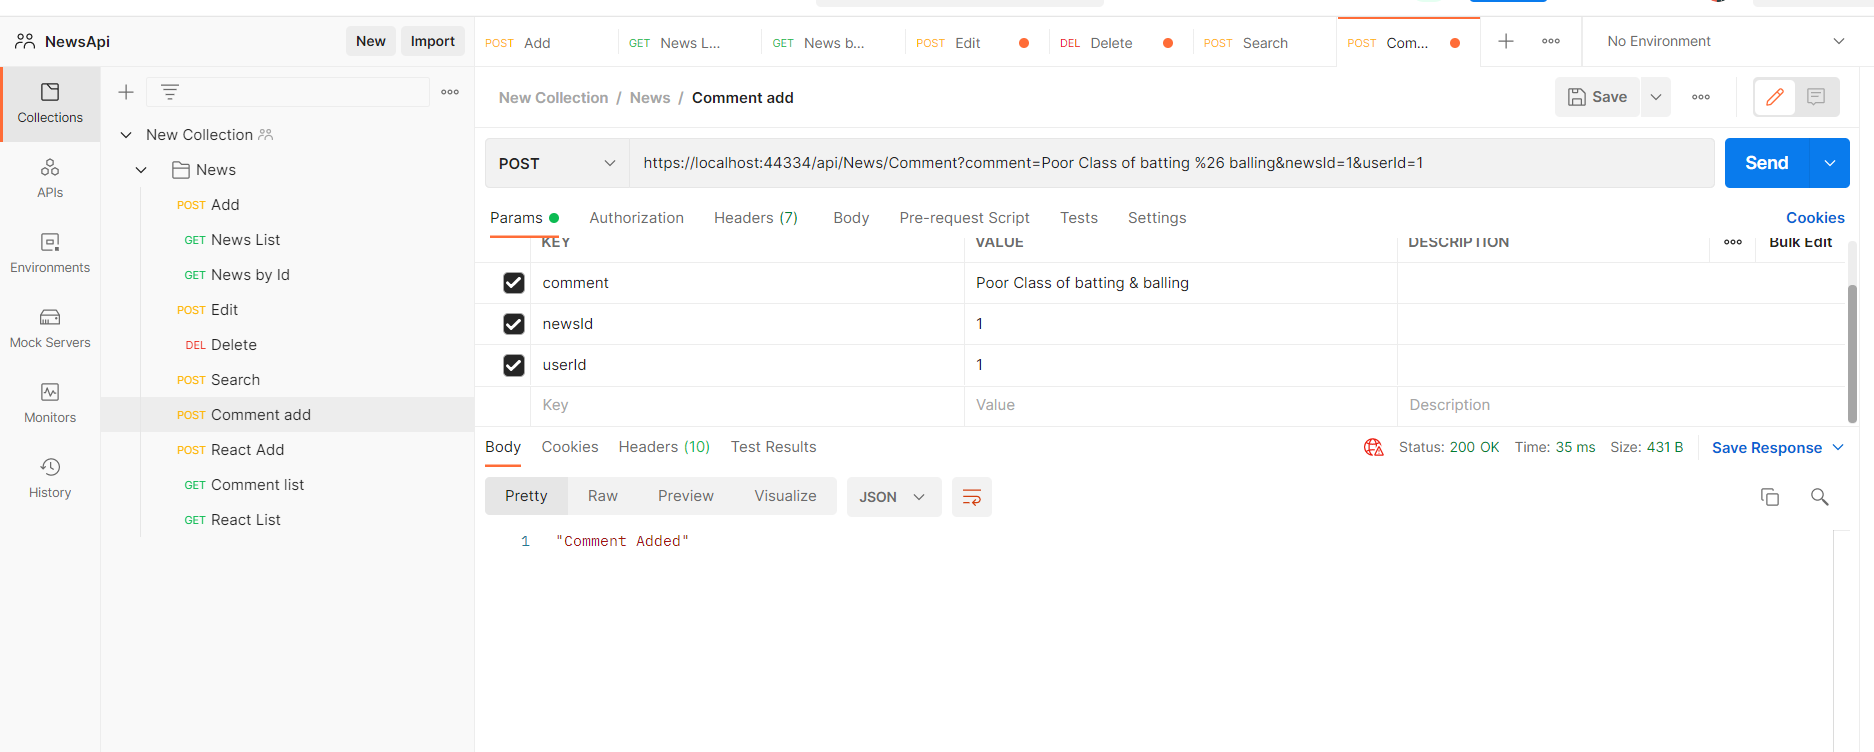 NewsApi
New
Import
POST Add
GET News L...
GET News b...
POST Edit
DEL Delete
POST Search
POST Com...
No Environment
Collections
APIs
Environments
Mock Servers
Monitors
History
New Collection
News
POST Add
GET News List
GET News by Id
POST Edit
DEL Delete
POST Search
POST Comment add
POST React Add
GET Comment list
GET React List
New Collection / News / Comment add
Save
POST
https://localhost:44334/api/News/Comment?comment=Poor Class of batting %26 balling&newsId=1&userId=1
Send
Params
Authorization
Headers (7)
Body
Pre-request Script
Tests
Settings
Cookies
KEY
VALUE
DESCRIPTION
Bulk Edit
comment
Poor Class of batting & balling
newsId
1
userId
1
Key
Value
Description
Body
Cookies
Headers (10)
Test Results
Status: 200 OK
Time: 35 ms
Size: 431 B
Save Response
Pretty
Raw
Preview
Visualize
JSON
1 "Comment Added"